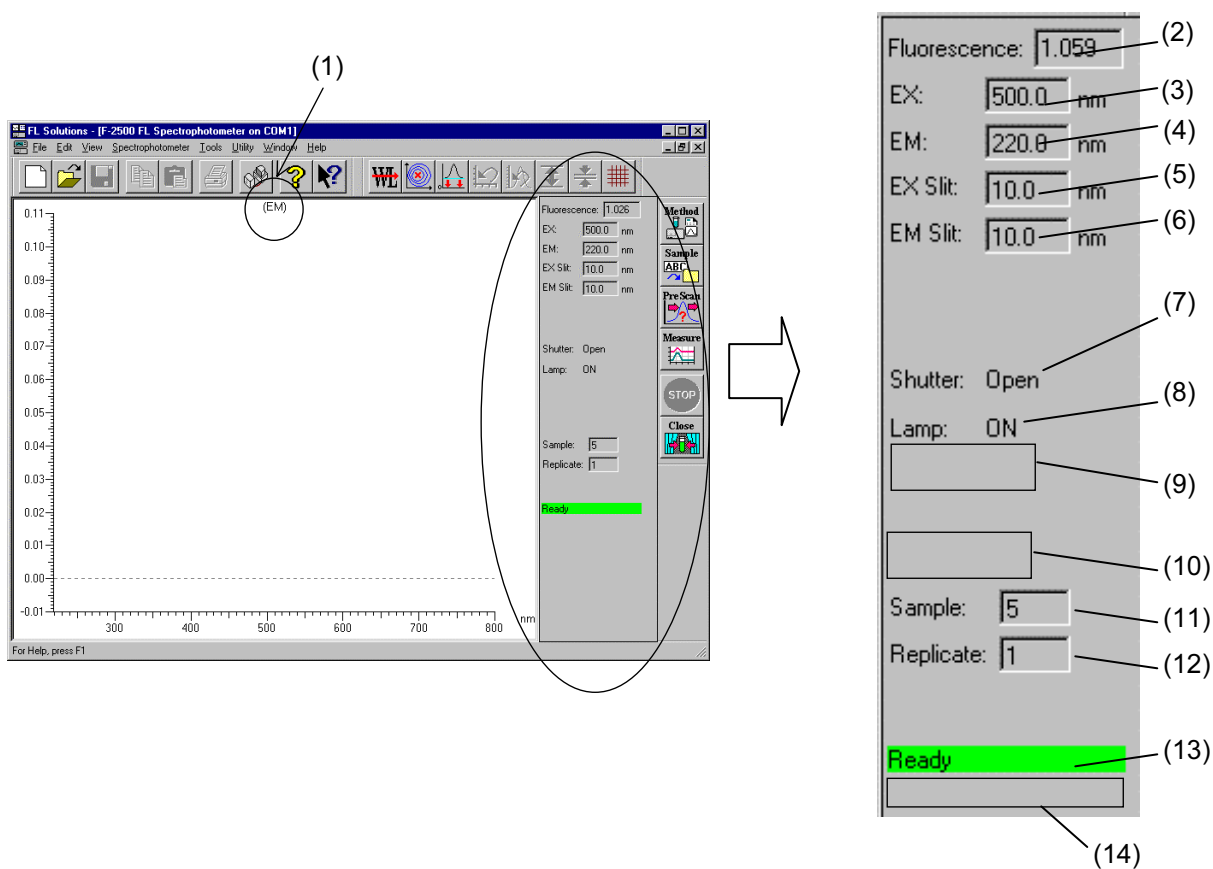 (1)
FL Solutions - [F-2500 FL Spectrophotometer on COM1]
File Edit View Spectrophotometer Tools Utility Window Help
WL
(EM)
0.11
0.10
0.09
0.08
0.07
0.06
0.05
0.04
0.03
0.02
0.01
0.00
-0.01
300 400 500 600 700 800 nm
Fluorescence: 1.026
EX: 500.0 nm
EM: 220.0 nm
EX Slit: 10.0 nm
EM Slit: 10.0 nm
Shutter: Open
Lamp: ON
Sample: 5
Replicate: 1
Ready
Method
Sample
ABC
PreScan
Measure
STOP
Close
For Help, press F1
Fluorescence: 1.059 (2)
EX: 500.0 nm (3)
EM: 220.0 nm (4)
EX Slit: 10.0 nm (5)
EM Slit: 10.0 nm (6)
Shutter: Open (7)
Lamp: ON (8)
(9)
(10)
Sample: 5 (11)
Replicate: 1 (12)
Ready (13)
(14)